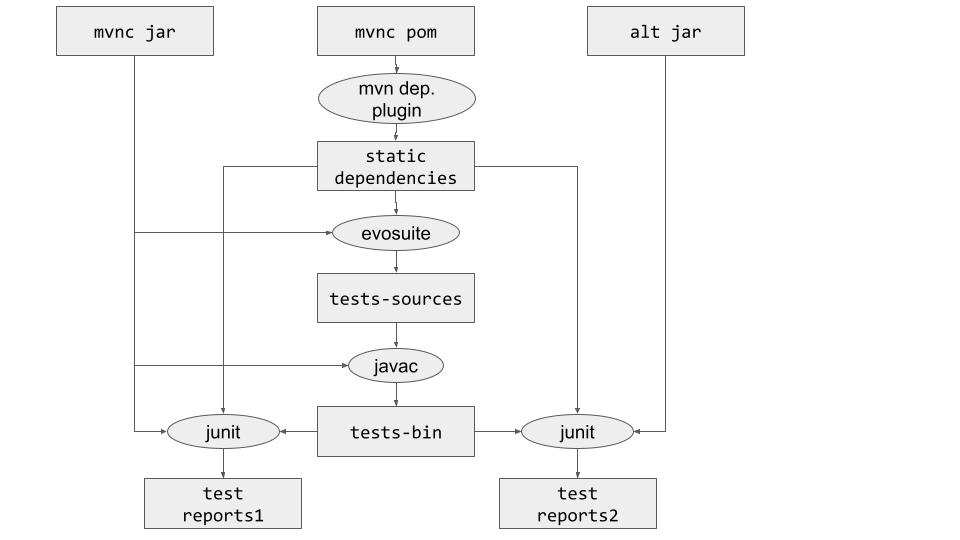 mvnc jar
mvnc pom
alt jar
mvn dep.
plugin
static
dependencies
evosuite
tests-sources
javac
junit
tests-bin
junit
test
reports1
test
reports2